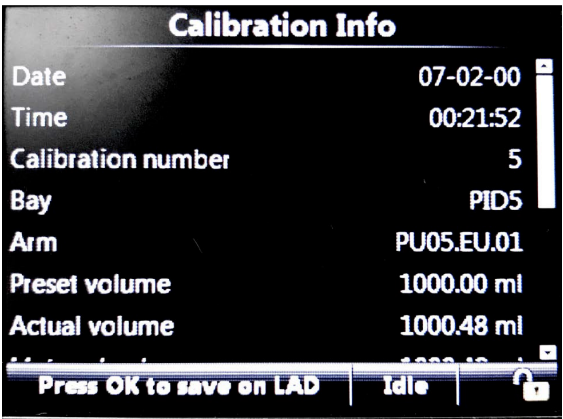 Calibration Info
Date 07-02-00
Time 00:21:52
Calibration number 5
Bay PID5
Arm PU05.EU.01
Preset volume 1000.00 ml
Actual volume 1000.48 ml
Press OK to save on LAD Idle